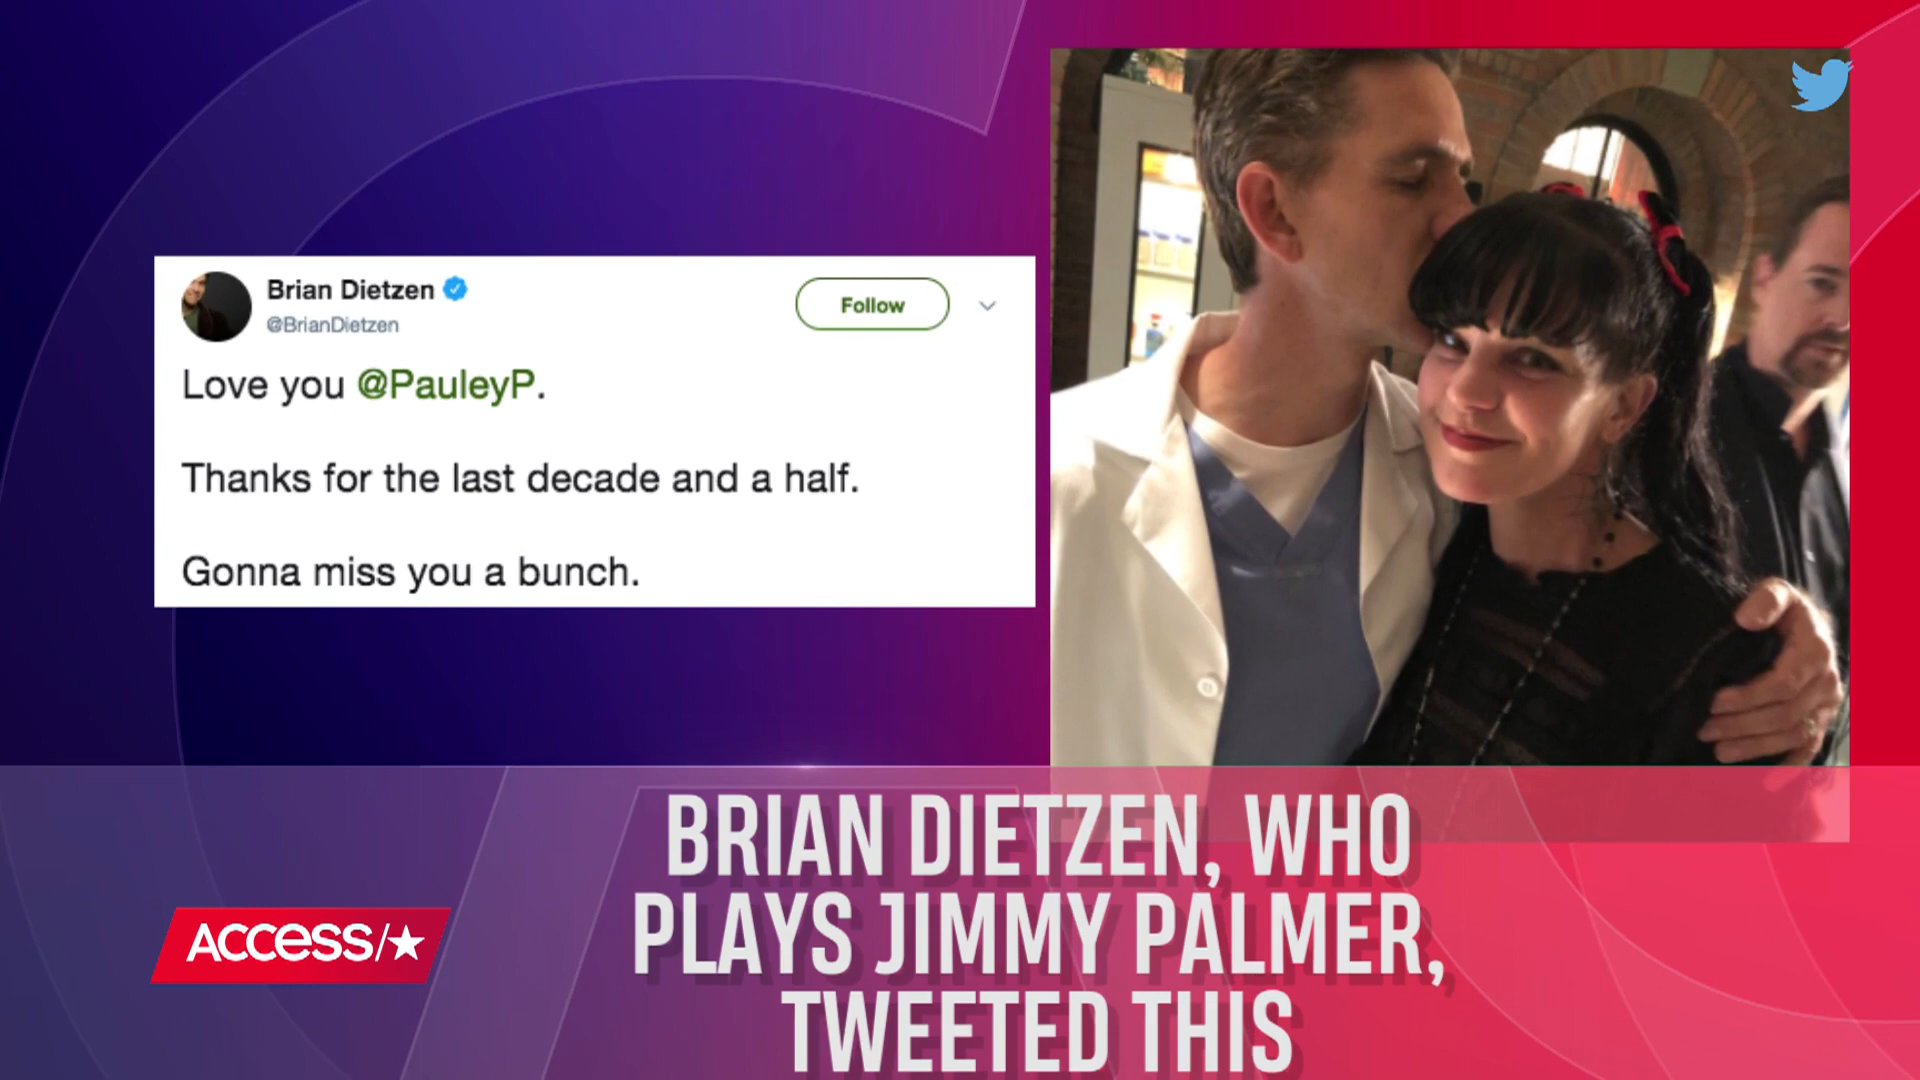 Brian Dietzen
@BrianDietzen
Follow
Love you @PauleyP.
Thanks for the last decade and a half.
Gonna miss you a bunch.
BRIAN DIETZEN, WHO
PLAYS JIMMY PALMER,
TWEETED THIS
ACCESS/